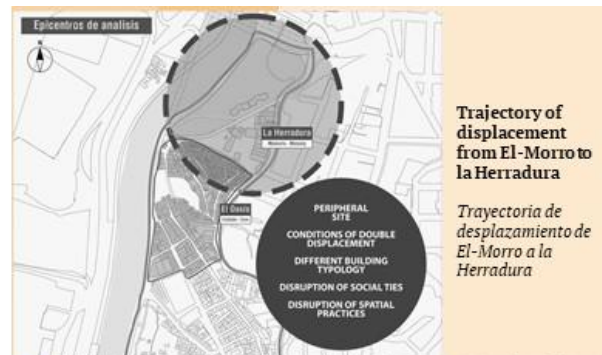 Epicentros de analisis
N
La Herradura
El Oasis
PERIPHERAL
SITE
CONDITIONS OF DOUBLE
DISPLACEMENT
DIFFERENT BUILDING
TYPOLOGY
DISRUPTION OF SOCIAL TIES
DISRUPTION OF SPATIAL
PRACTICES
Trajectory of
displacement
from El-Morro to
la Herradura
Trayectoria de
desplazamiento de
El-Morro a la
Herradura